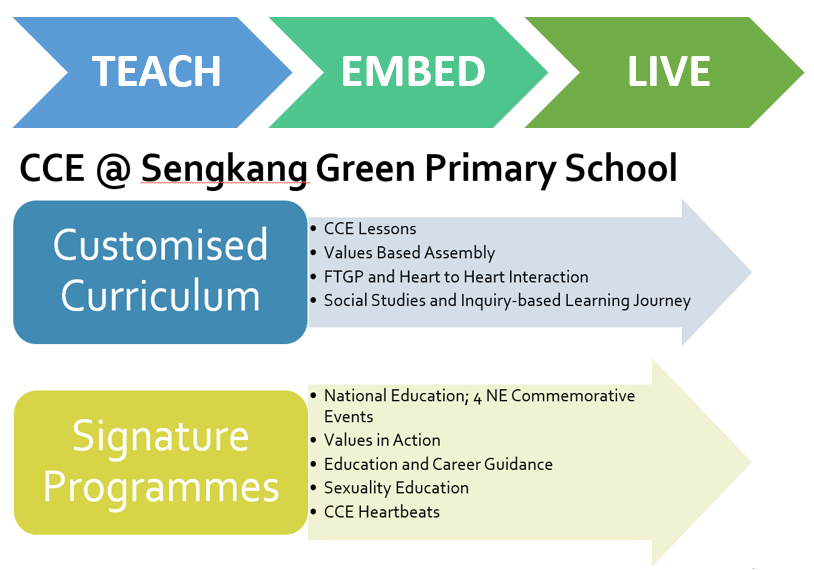 TEACH EMBED LIVE
CCE @ Sengkang Green Primary School
Customised
Curriculum
• CCE Lessons
• Values Based Assembly
• FTGP and Heart to Heart Interaction
• Social Studies and Inquiry-based Learning Journey
Signature
Programmes
• National Education; 4 NE Commemorative
Events
• Values in Action
• Education and Career Guidance
• Sexuality Education
• CCE Heartbeats